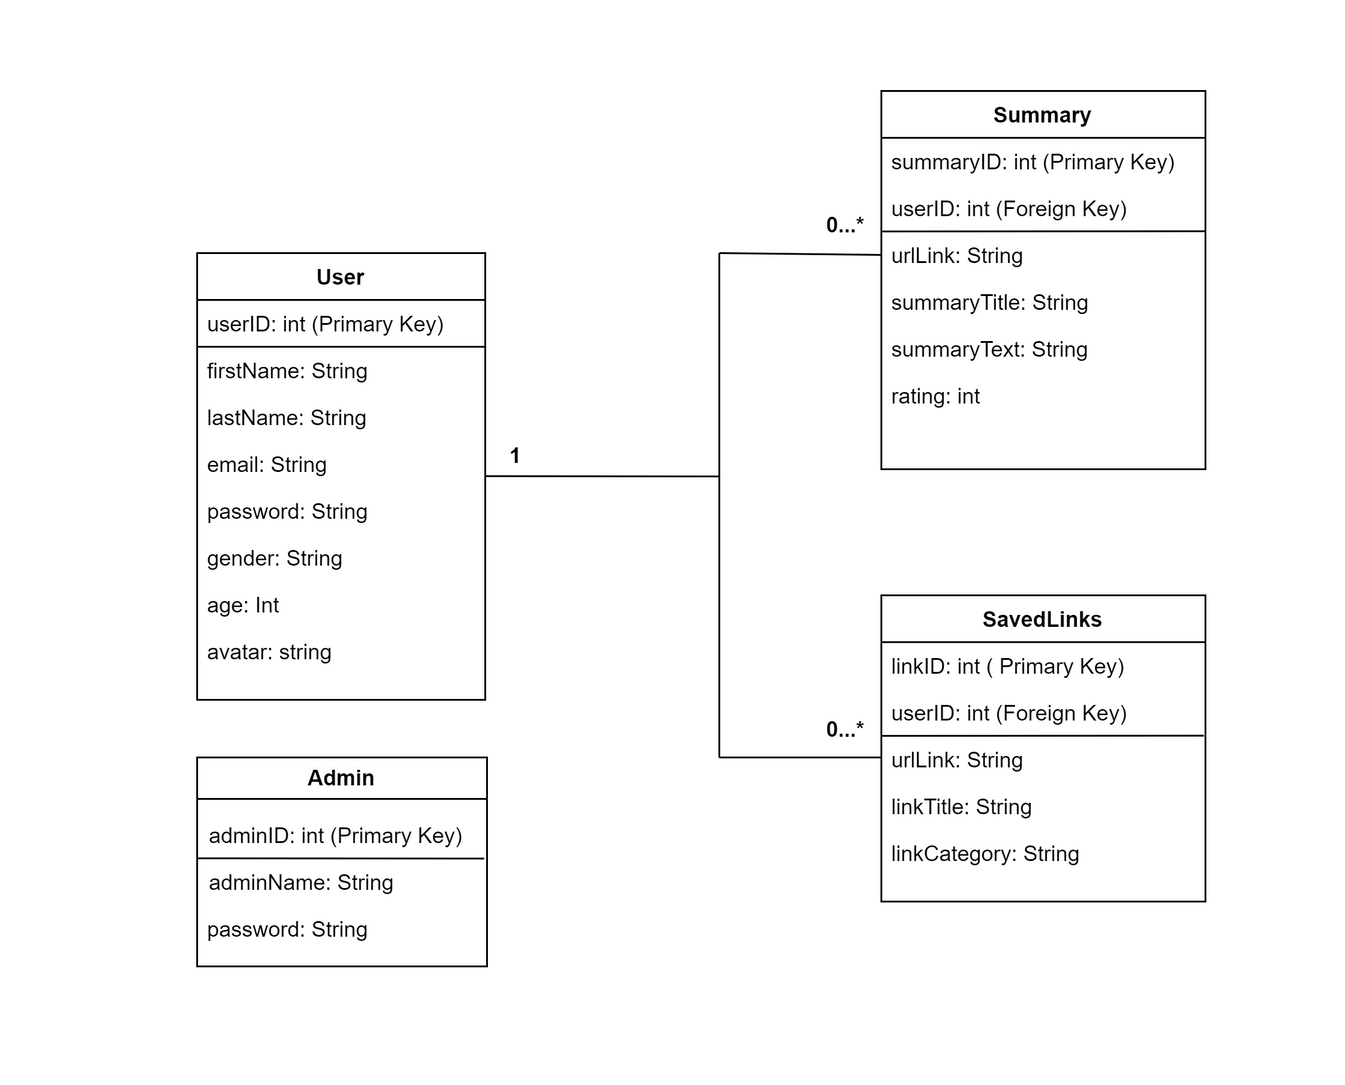 User
userID: int (Primary Key)
firstName: String
lastName: String
email: String
password: String
gender: String
age: Int
avatar: string
1
0...*
Summary
summaryID: int (Primary Key)
userID: int (Foreign Key)
urlLink: String
summaryTitle: String
summaryText: String
rating: int
0...*
SavedLinks
linkID: int ( Primary Key)
userID: int (Foreign Key)
urlLink: String
linkTitle: String
linkCategory: String
Admin
adminID: int (Primary Key)
adminName: String
password: String